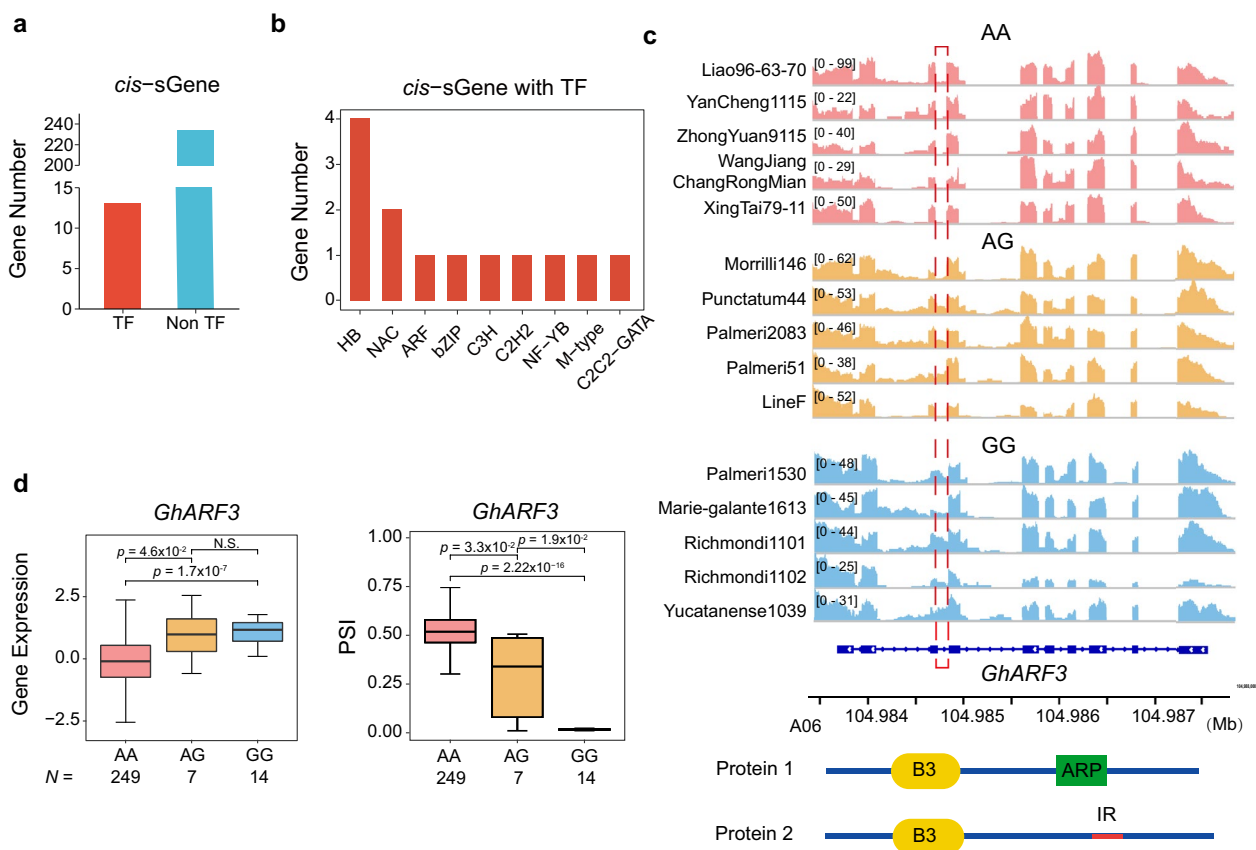 a
cis−sGene
Gene Number
240
220
200
15
10
5
0
TF
Non TF
b
cis−sGene with TF
Gene Number
4
3
2
1
0
HB
NAC
ARF
bZIP
C3H
C2H2
NF−YB
M−type
C2C2−GATA
c
AA
Liao96-63-70
[0 - 99]
YanCheng1115
[0 - 22]
ZhongYuan9115
[0 - 40]
WangJiang
ChangRongMian
[0 - 29]
XingTai79-11
[0 - 50]
AG
Morrilli146
[0 - 62]
Punctatum44
[0 - 53]
Palmeri2083
[0 - 46]
Palmeri51
[0 - 38]
LineF
[0 - 52]
GG
Palmeri1530
[0 - 48]
Marie-galante1613
[0 - 45]
Richmondi1101
[0 - 44]
Richmondi1102
[0 - 25]
Yucatanense1039
[0 - 31]
GhARF3
A06
104.984
104.985
104.986
104.987
(Mb)
Protein 1
B3
ARP
Protein 2
B3
IR
d
GhARF3
Gene Expression
2.5
0.0
−2.5
N.S.
p = 4.6x10-2
p = 1.7x10-7
AA
AG
GG
N =
249
7
14
GhARF3
PSI
1.00
0.75
0.50
0.25
0.00
p = 1.9x10-2
p = 3.3x10-2
p = 2.22x10−16
AA
AG
GG
249
7
14